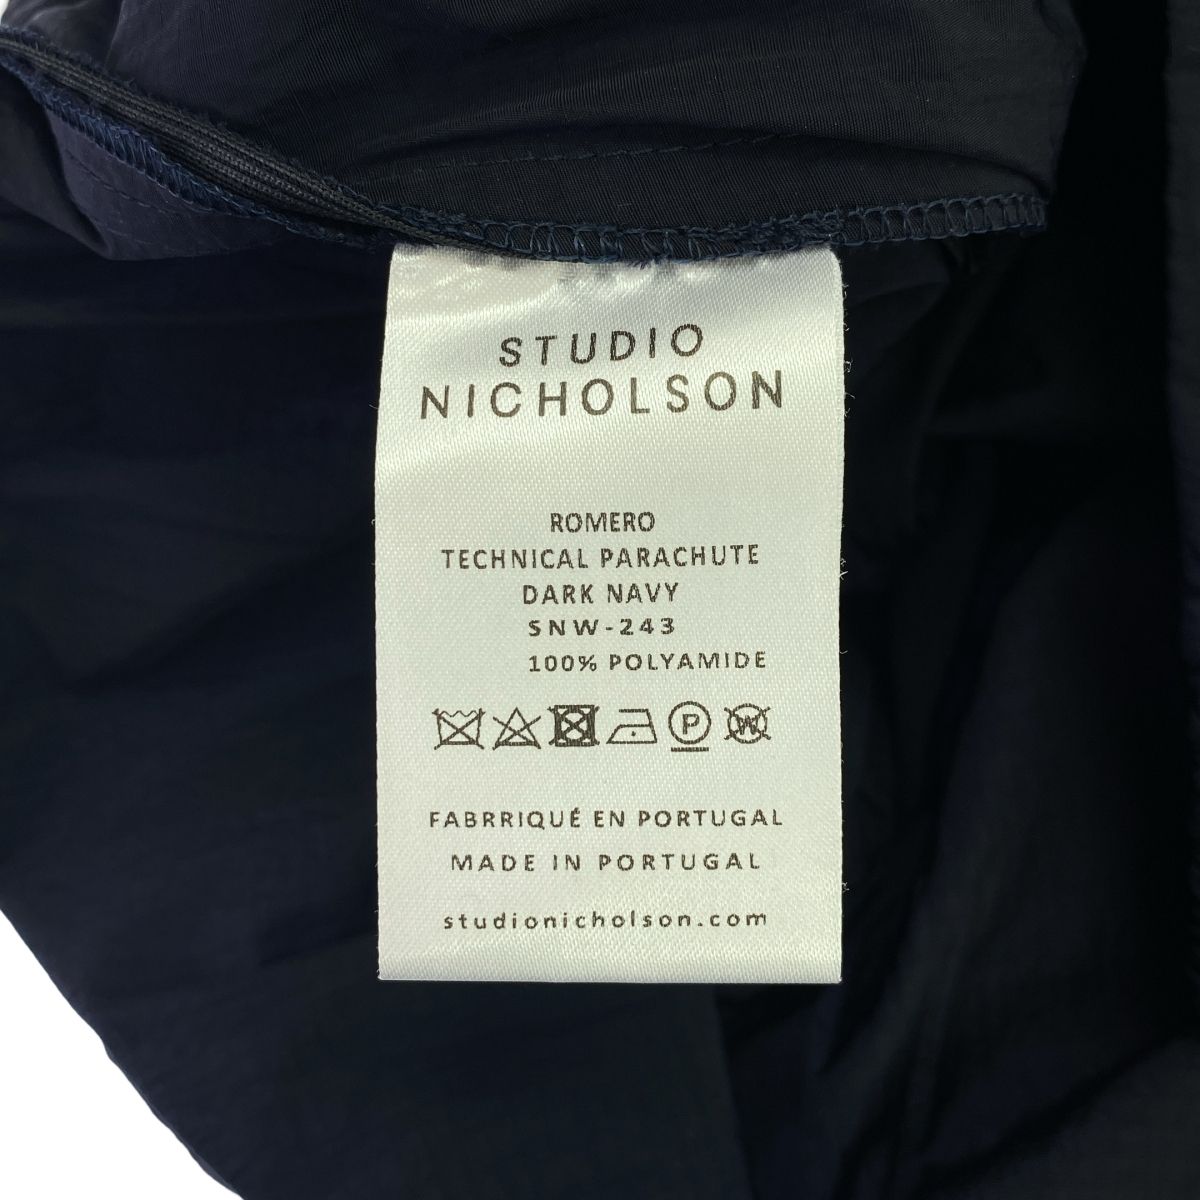 STUDIO
NICHOLSON
ROMERO
TECHNICAL PARACHUTE
DARK NAVY
SNW-243
100% POLYAMIDE
P W
FABRRIQUÉ EN PORTUGAL
MADE IN PORTUGAL
studionicholson.com